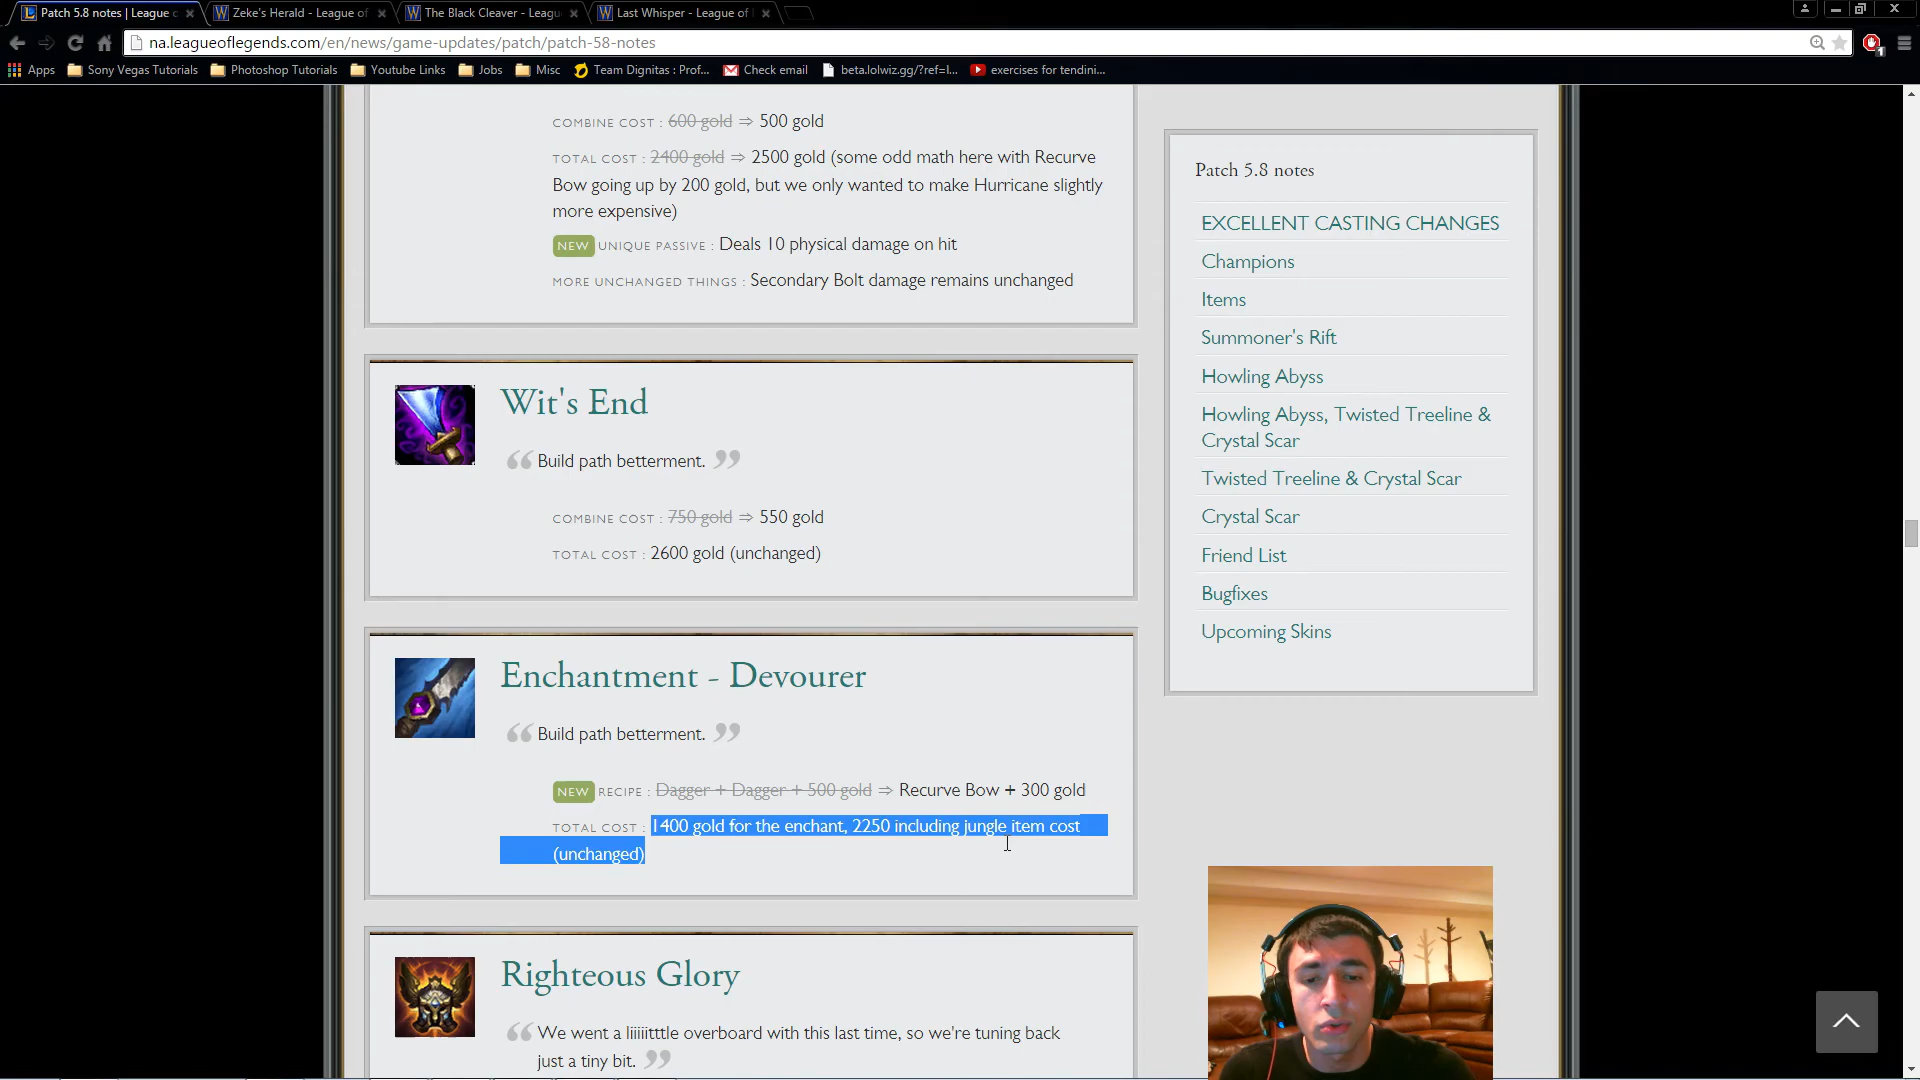 Patch 5.8 notes | League o
Zeke's Herald - League of
The Black Cleaver - Leagu
Last Whisper - League of
na.leagueoflegends.com/en/news/game-updates/patch/patch-58-notes
Apps
Sony Vegas Tutorials
Photoshop Tutorials
Youtube Links
Jobs
Misc
Team Dignitas : Prof...
Check email
beta.lolwiz.gg/?ref=l...
exercises for tendini...
COMBINE COST : 600 gold ⇒ 500 gold
TOTAL COST : 2400 gold ⇒ 2500 gold (some odd math here with Recurve
Bow going up by 200 gold, but we only wanted to make Hurricane slightly
more expensive)
NEW UNIQUE PASSIVE : Deals 10 physical damage on hit
MORE UNCHANGED THINGS : Secondary Bolt damage remains unchanged
Wit's End
“ Build path betterment. ”
COMBINE COST : 750 gold ⇒ 550 gold
TOTAL COST : 2600 gold (unchanged)
Enchantment - Devourer
“ Build path betterment. ”
NEW RECIPE : Dagger + Dagger + 500 gold ⇒ Recurve Bow + 300 gold
TOTAL COST : 1400 gold for the enchant, 2250 including jungle item cost
(unchanged)
Righteous Glory
“ We went a liiiiitttle overboard with this last time, so we're tuning back
just a tiny bit. ”
Patch 5.8 notes
EXCELLENT CASTING CHANGES
Champions
Items
Summoner's Rift
Howling Abyss
Howling Abyss, Twisted Treeline &
Crystal Scar
Twisted Treeline & Crystal Scar
Crystal Scar
Friend List
Bugfixes
Upcoming Skins